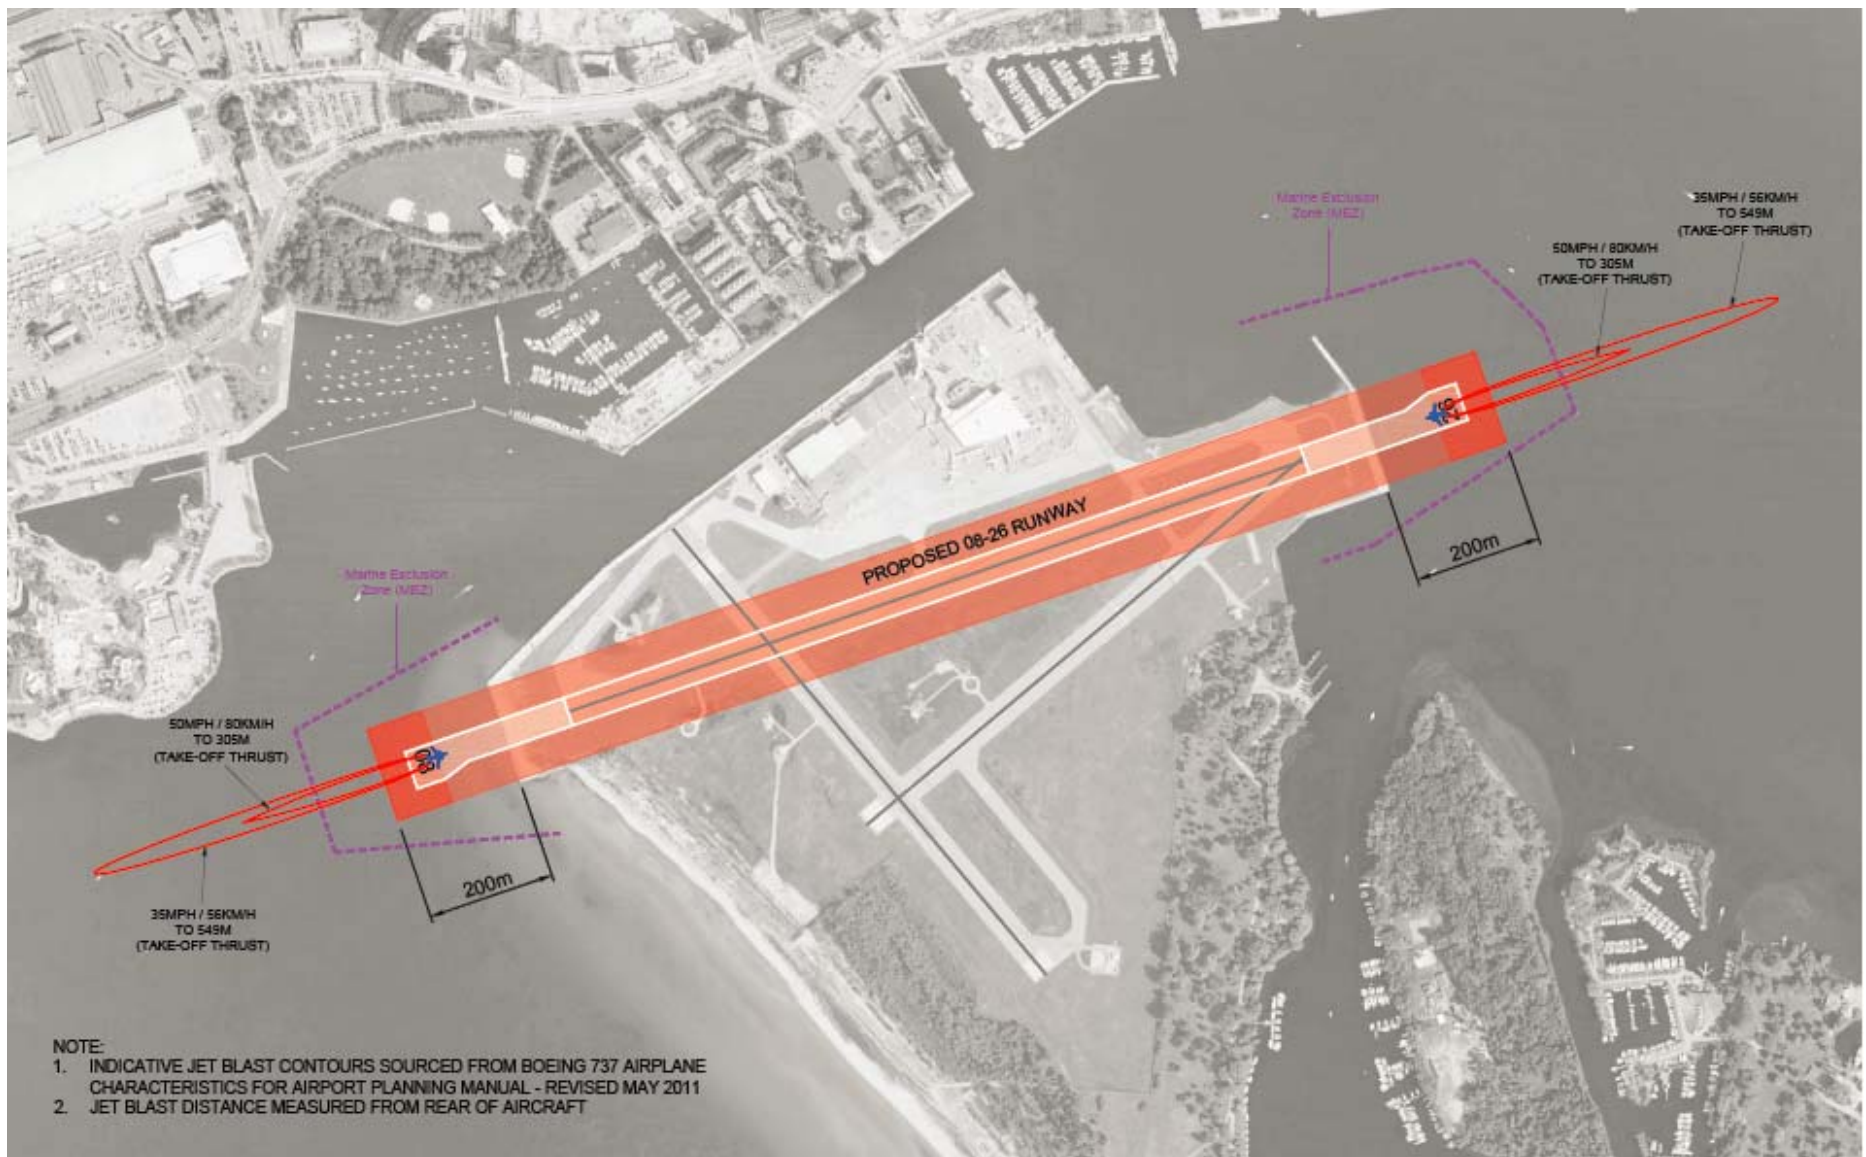 Marine Exclusion
Zone (MEZ)
35MPH / 56KM/H
TO 549M
(TAKE-OFF THRUST)
50MPH / 80KM/H
TO 305M
(TAKE-OFF THRUST)
26
PROPOSED 08-26 RUNWAY
200m
Marine Exclusion
Zone (MEZ)
50MPH / 80KM/H
TO 305M
(TAKE-OFF THRUST)
08
200m
35MPH / 56KM/H
TO 549M
(TAKE-OFF THRUST)
NOTE:
1. INDICATIVE JET BLAST CONTOURS SOURCED FROM BOEING 737 AIRPLANE
CHARACTERISTICS FOR AIRPORT PLANNING MANUAL - REVISED MAY 2011
2. JET BLAST DISTANCE MEASURED FROM REAR OF AIRCRAFT